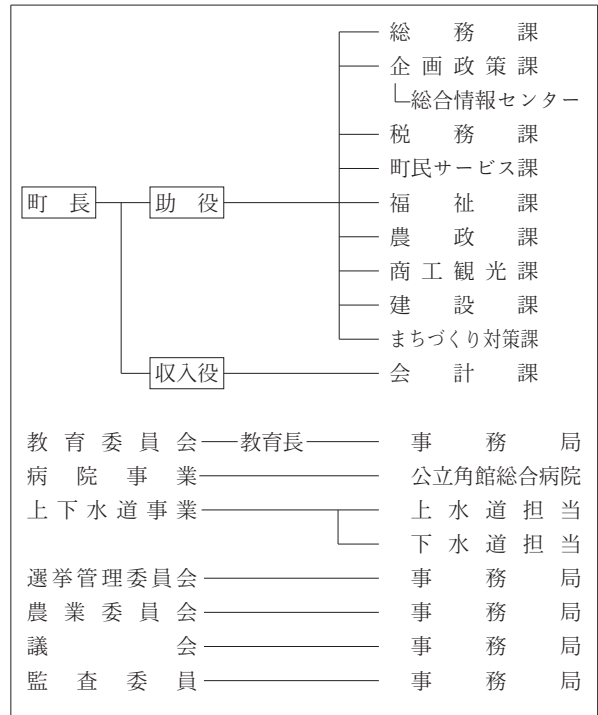 総務課
企画政策課
総合情報センター
税務課
町民サービス課
町長 助役 福祉課
農政課
商工観光課
建設課
まちづくり対策課
収入役 会計課
教育委員会 教育長 事務局
病院事業 公立角館総合病院
上下水道事業 上水道担当
下水道担当
選挙管理委員会 事務局
農業委員会 事務局
議会 事務局
監査委員 事務局